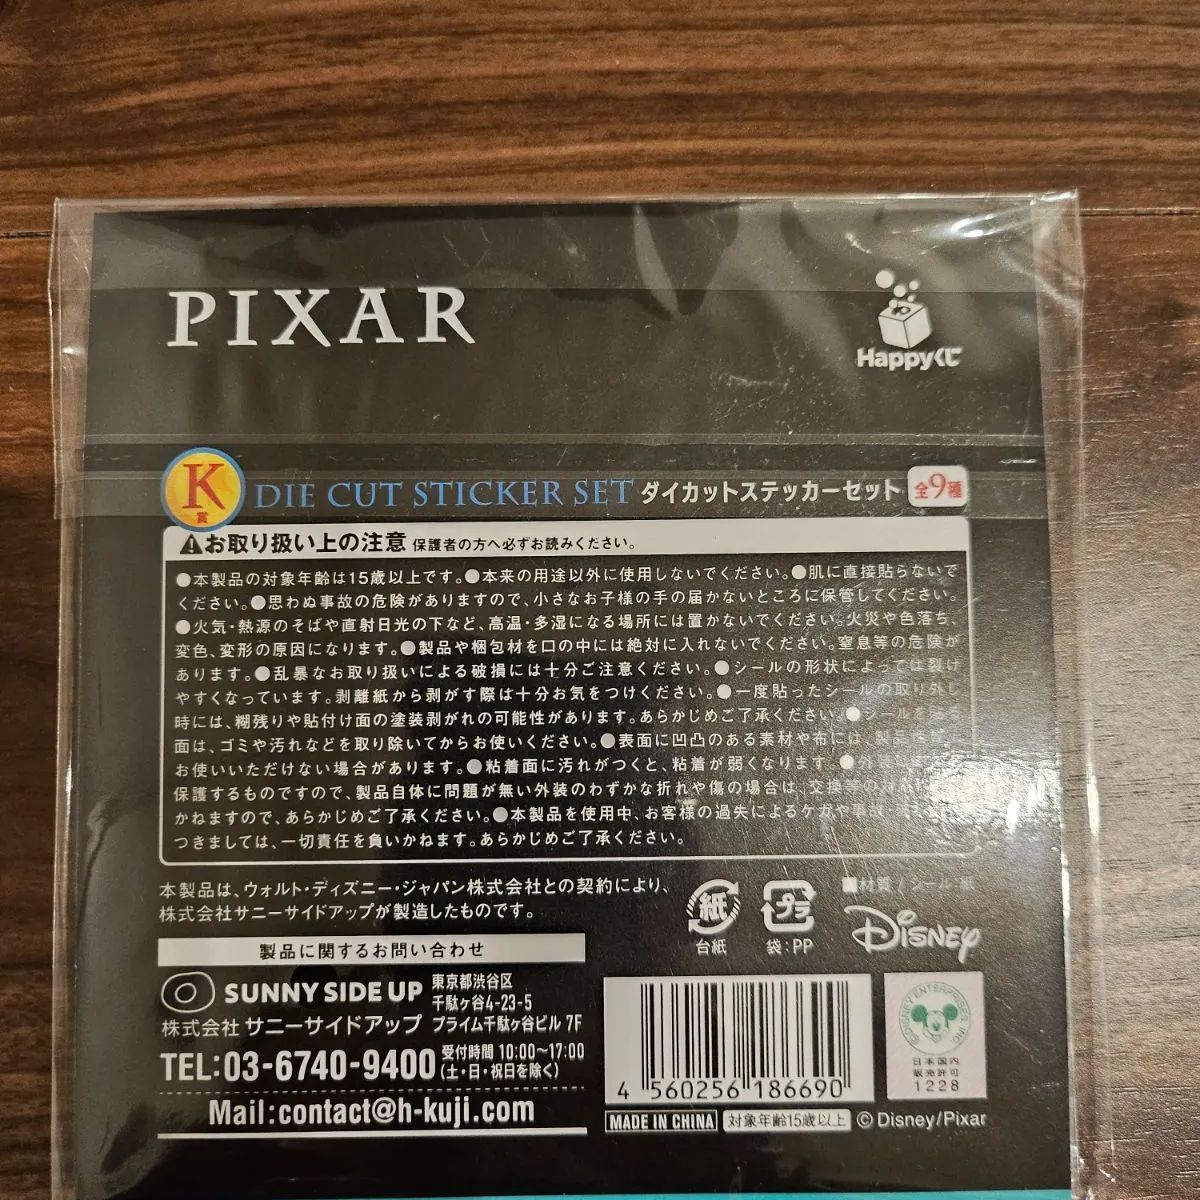 PIXAR
Happyくじ
K賞 DIE CUT STICKER SET ダイカットステッカーセット 全9種
⚠お取り扱い上の注意 保護者の方へ必ずお読みください。
●本製品の対象年齢は15歳以上です。●本来の用途以外に使用しないでください。●肌に直接貼らないで
ください。●思わぬ事故の危険がありますので、小さなお子様の手の届かないところに保管してください。
●火気・熱源のそばや直射日光の下など、高温・多湿になる場所には置かないでください。火災や色落ち、
変色、変形の原因になります。●製品や梱包材を口の中には絶対に入れないでください。窒息等の危険が
あります。●乱暴なお取り扱いによる破損には十分ご注意ください。●シールの形状によっては裂け
やすくなっています。剥離紙から剥がす際は十分お気をつけください。●一度貼ったシールの取り外し
時には、糊残りや貼付け面の塗装剥がれの可能性があります。あらかじめご了承ください。●シールを
面は、ゴミや汚れなどを取り除いてからお使いください。●表面に凹凸のある素材や布には、製品
お使いいただけない場合があります。●粘着面に汚れがつくと、粘着が弱くなります。●外装
保護するものですので、製品自体に問題が無い外装のわずかな折れや傷の場合は、交換等の
かねますので、あらかじめご了承ください。●本製品を使用中、お客様の過失によるケガや事故
つきましては、一切責任を負いかねます。あらかじめご了承ください。
本製品は、ウォルト・ディズニー・ジャパン株式会社との契約により、
株式会社サニーサイドアップが製造したものです。
紙
台紙
プラ
袋:PP
■材質
Disney
製品に関するお問い合わせ
SUNNY SIDE UP
株式会社 サニーサイドアップ
東京都渋谷区
千駄ヶ谷4-23-5
プライム千駄ヶ谷ビル 7F
TEL:03-6740-9400
受付時間 10:00~17:00
(土・日・祝日を除く)
Mail:contact@h-kuji.com
4 560256 186690
DISNEY ENTERPRISES, INC.
日本国内
販売許可
1228
MADE IN CHINA
対象年齢15歳以上
© Disney/Pixar